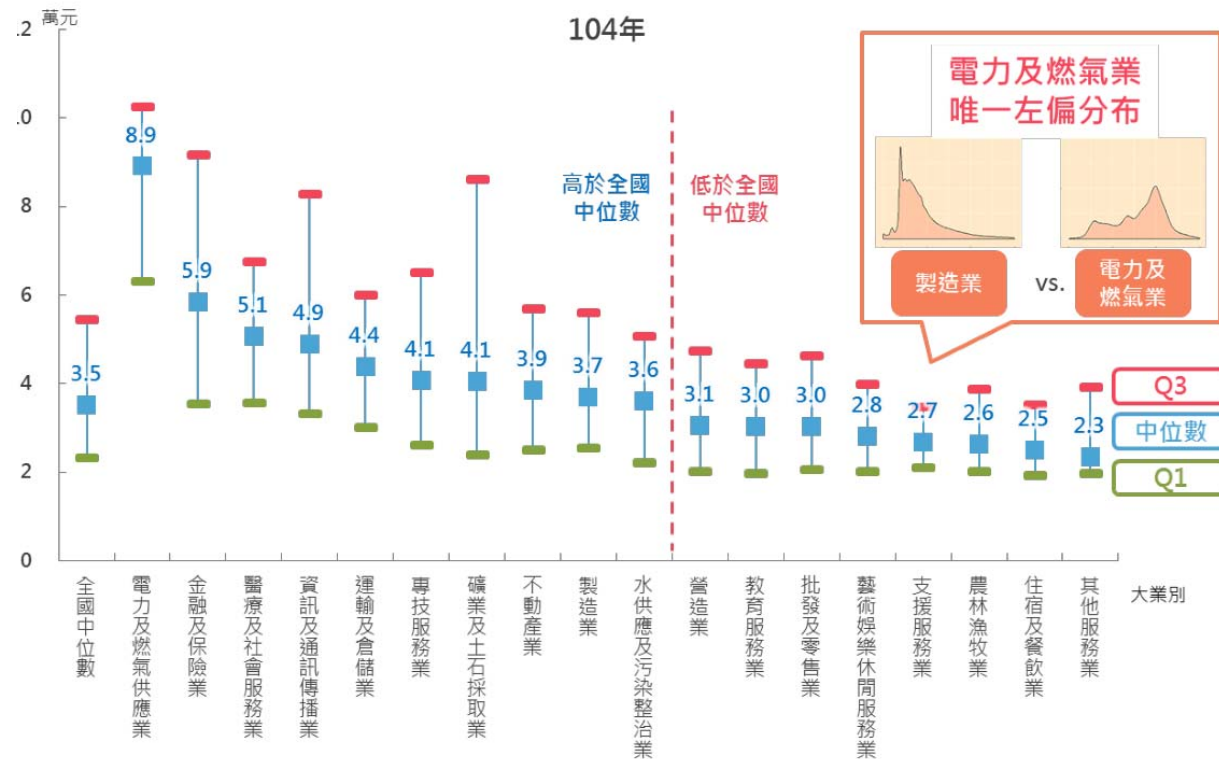 萬元
104年
.2
.0
8
6
4
2
0
電力及燃氣業
唯一左偏分布
製造業
vs.
電力及
燃氣業
高於全國
中位數
低於全國
中位數
3.5
8.9
5.9
5.1
4.9
4.4
4.1
4.1
3.9
3.7
3.6
3.1
3.0
3.0
2.8
2.7
2.6
2.5
2.3
Q3
中位數
Q1
全國中位數
電力及燃氣供應業
金融及保險業
醫療及社會服務業
資訊及通訊傳播業
運輸及倉儲業
專技服務業
礦業及土石採取業
不動產業
製造業
水供應及污染整治業
營造業
教育服務業
批發及零售業
藝術娛樂休閒服務業
支援服務業
農林漁牧業
住宿及餐飲業
其他服務業
大業別